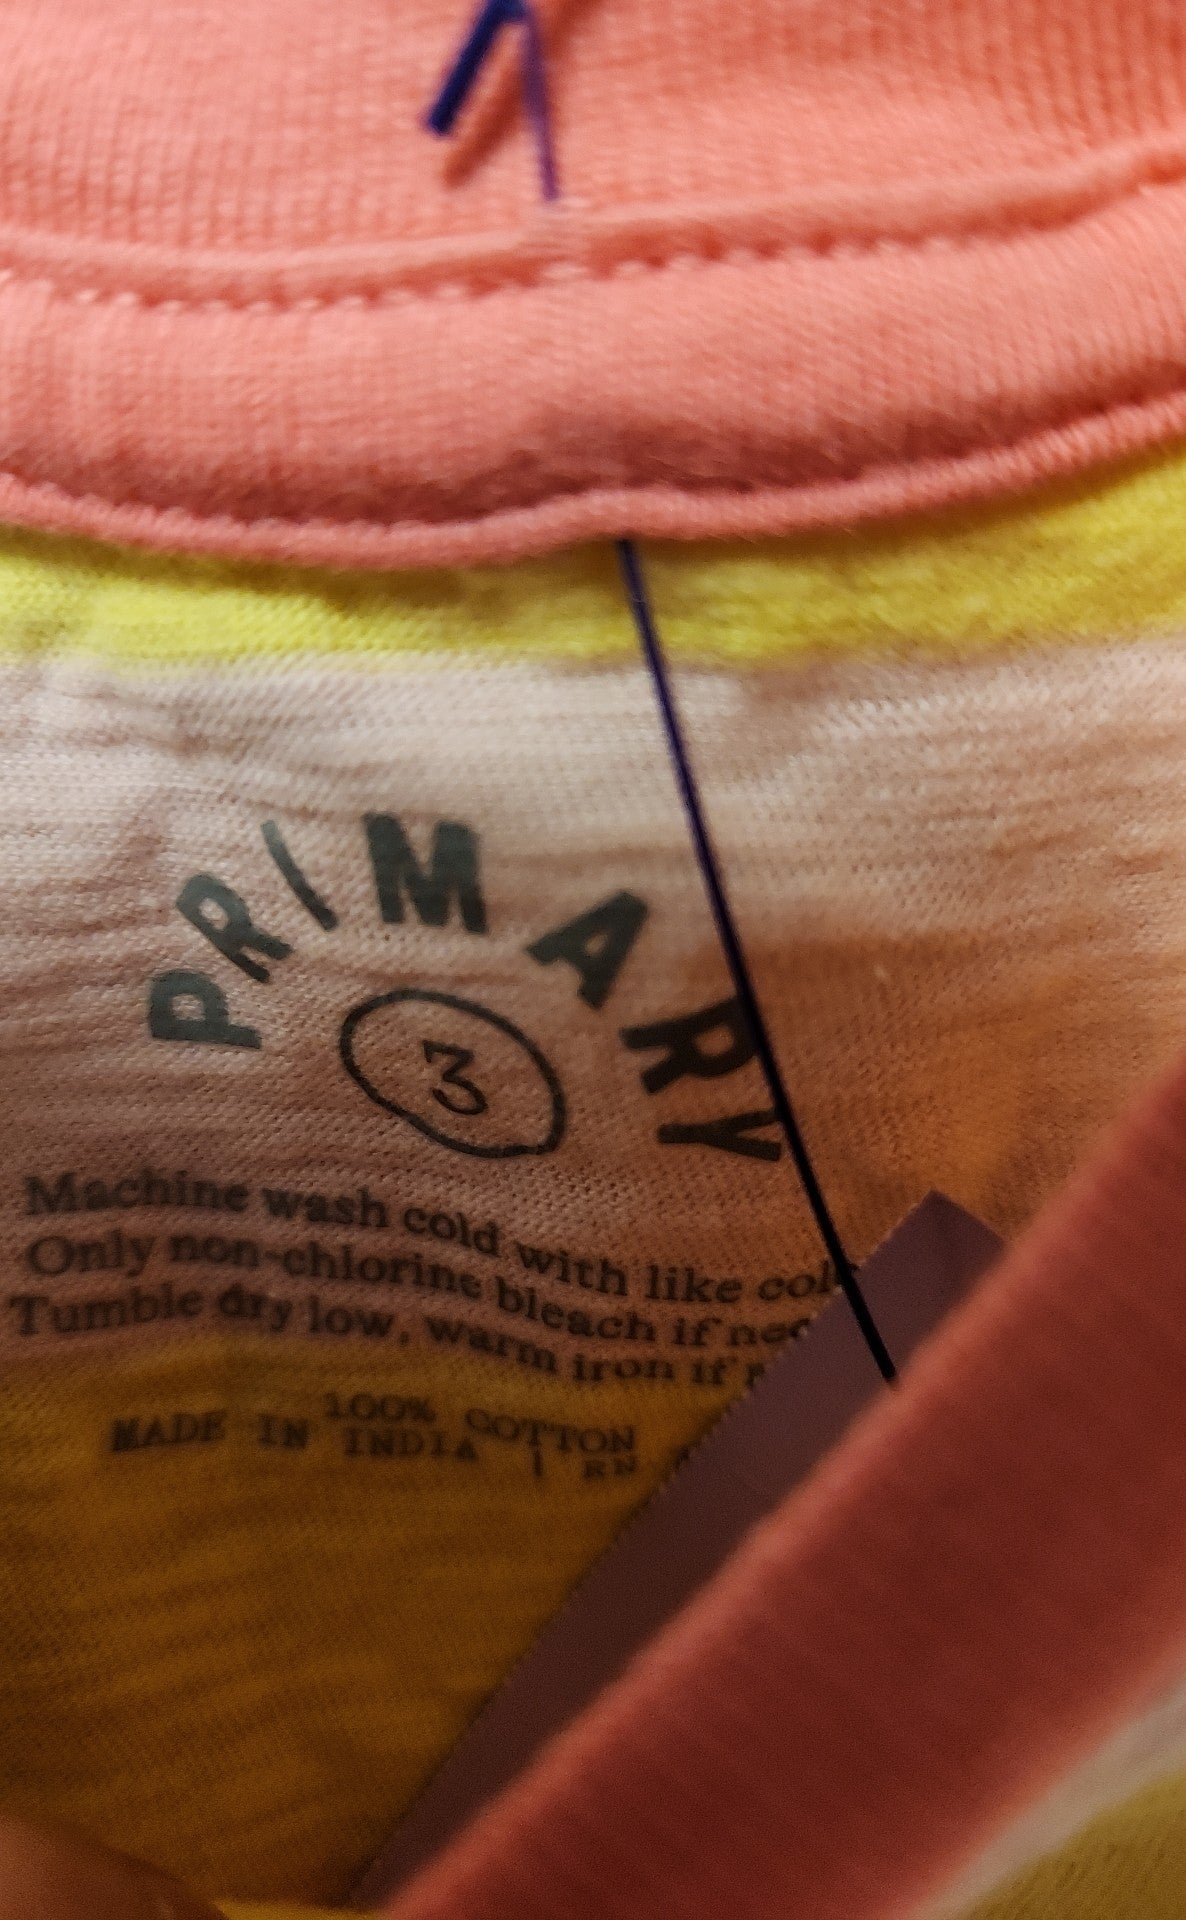 PRIMARY
3
Machine wash cold with like
Only non-chlorine bleach if
Tumble dry low, warm iron if
100% COTTON
MADE IN INDIA | RN